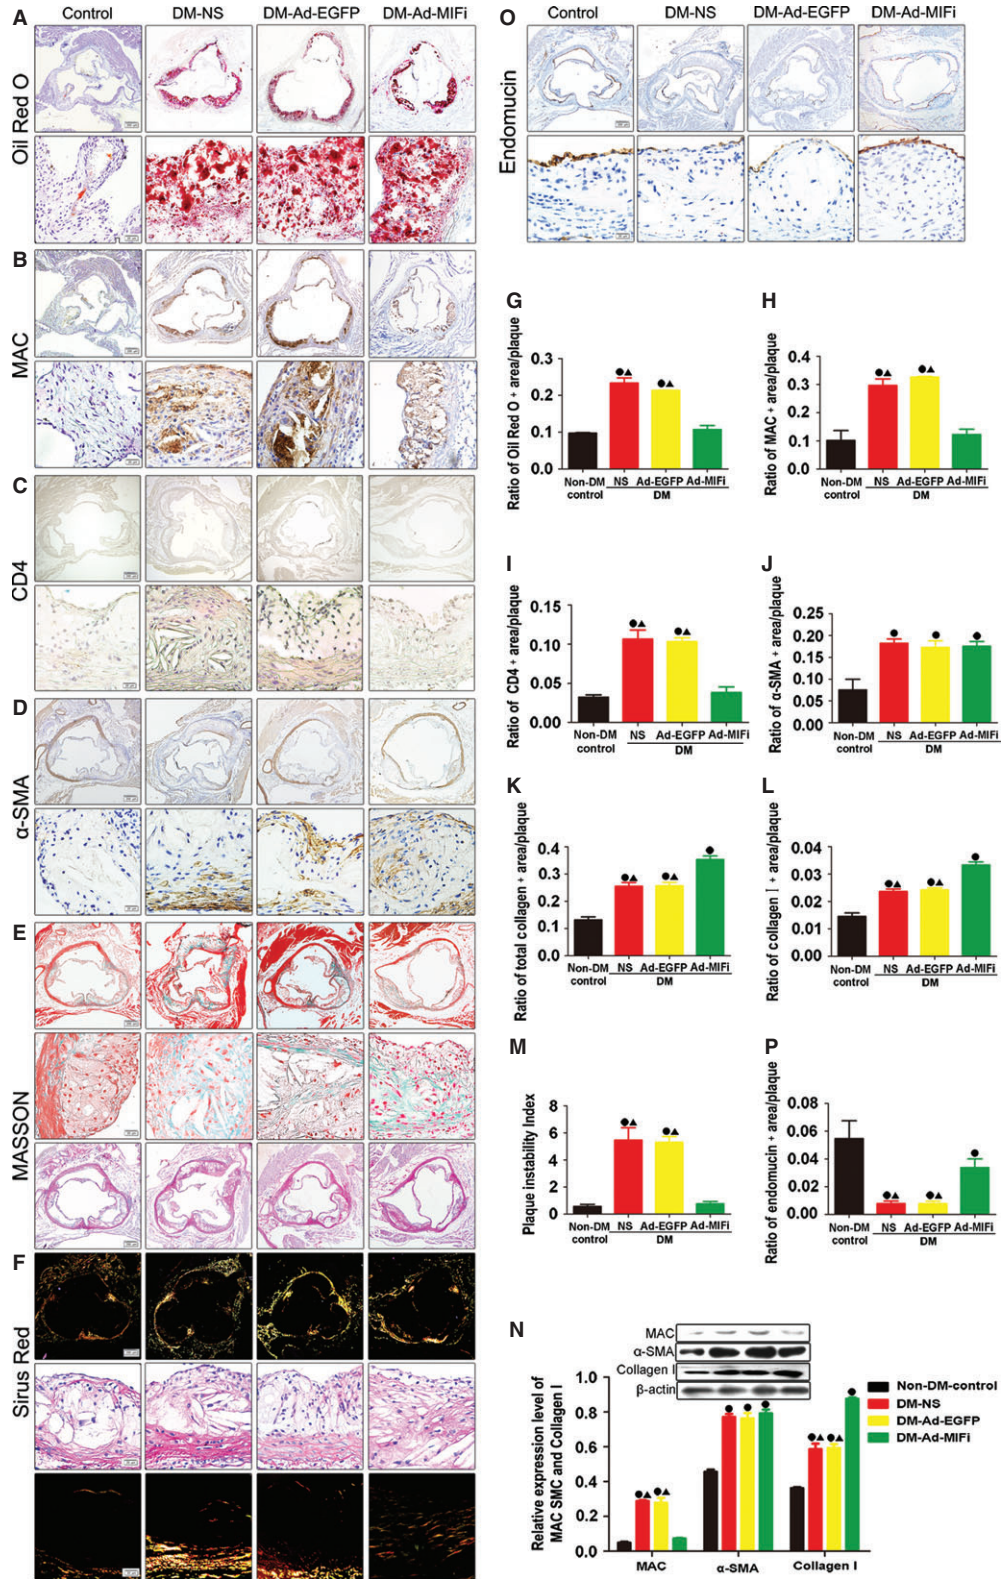 A
Control
DM-NS
DM-Ad-EGFP
DM-Ad-MIFi
Oil Red O
B
MAC
C
CD4
D
α-SMA
E
MASSON
F
Sirus Red
O
Control
DM-NS
DM-Ad-EGFP
DM-Ad-MIFi
Endomucin
G
Ratio of Oil Red O + area/plaque
0.3
0.2
0.1
0.0
Non-DM control
NS
Ad-EGFP
Ad-MIFi
DM
H
Ratio of MAC + area/plaque
0.4
0.3
0.2
0.1
0.0
Non-DM control
NS
Ad-EGFP
Ad-MIFi
DM
I
Ratio of CD4 + area/plaque
0.15
0.10
0.05
0.00
Non-DM control
NS
Ad-EGFP
Ad-MIFi
DM
J
Ratio of α-SMA + area/plaque
0.25
0.20
0.15
0.10
0.05
0.00
Non-DM control
NS
Ad-EGFP
Ad-MIFi
DM
K
Ratio of total collagen + area/plaque
0.4
0.3
0.2
0.1
0
Non-DM control
NS
Ad-EGFP
Ad-MIFi
DM
L
Ratio of collagen I + area/plaque
0.04
0.03
0.02
0.01
0.00
Non-DM control
NS
Ad-EGFP
Ad-MIFi
DM
M
Plaque instability Index
8
6
4
2
0
Non-DM control
NS
Ad-EGFP
Ad-MIFi
DM
P
Ratio of endomucin + area/plaque
0.08
0.06
0.04
0.02
0.00
Non-DM control
NS
Ad-EGFP
Ad-MIFi
DM
N
MAC
α-SMA
Collagen I
β-actin
Relative expression level of
MAC SMC and Collagen I
1.0
0.8
0.6
0.4
0.2
0.0
MAC
α-SMA
Collagen I
Non-DM-control
DM-NS
DM-Ad-EGFP
DM-Ad-MIFi